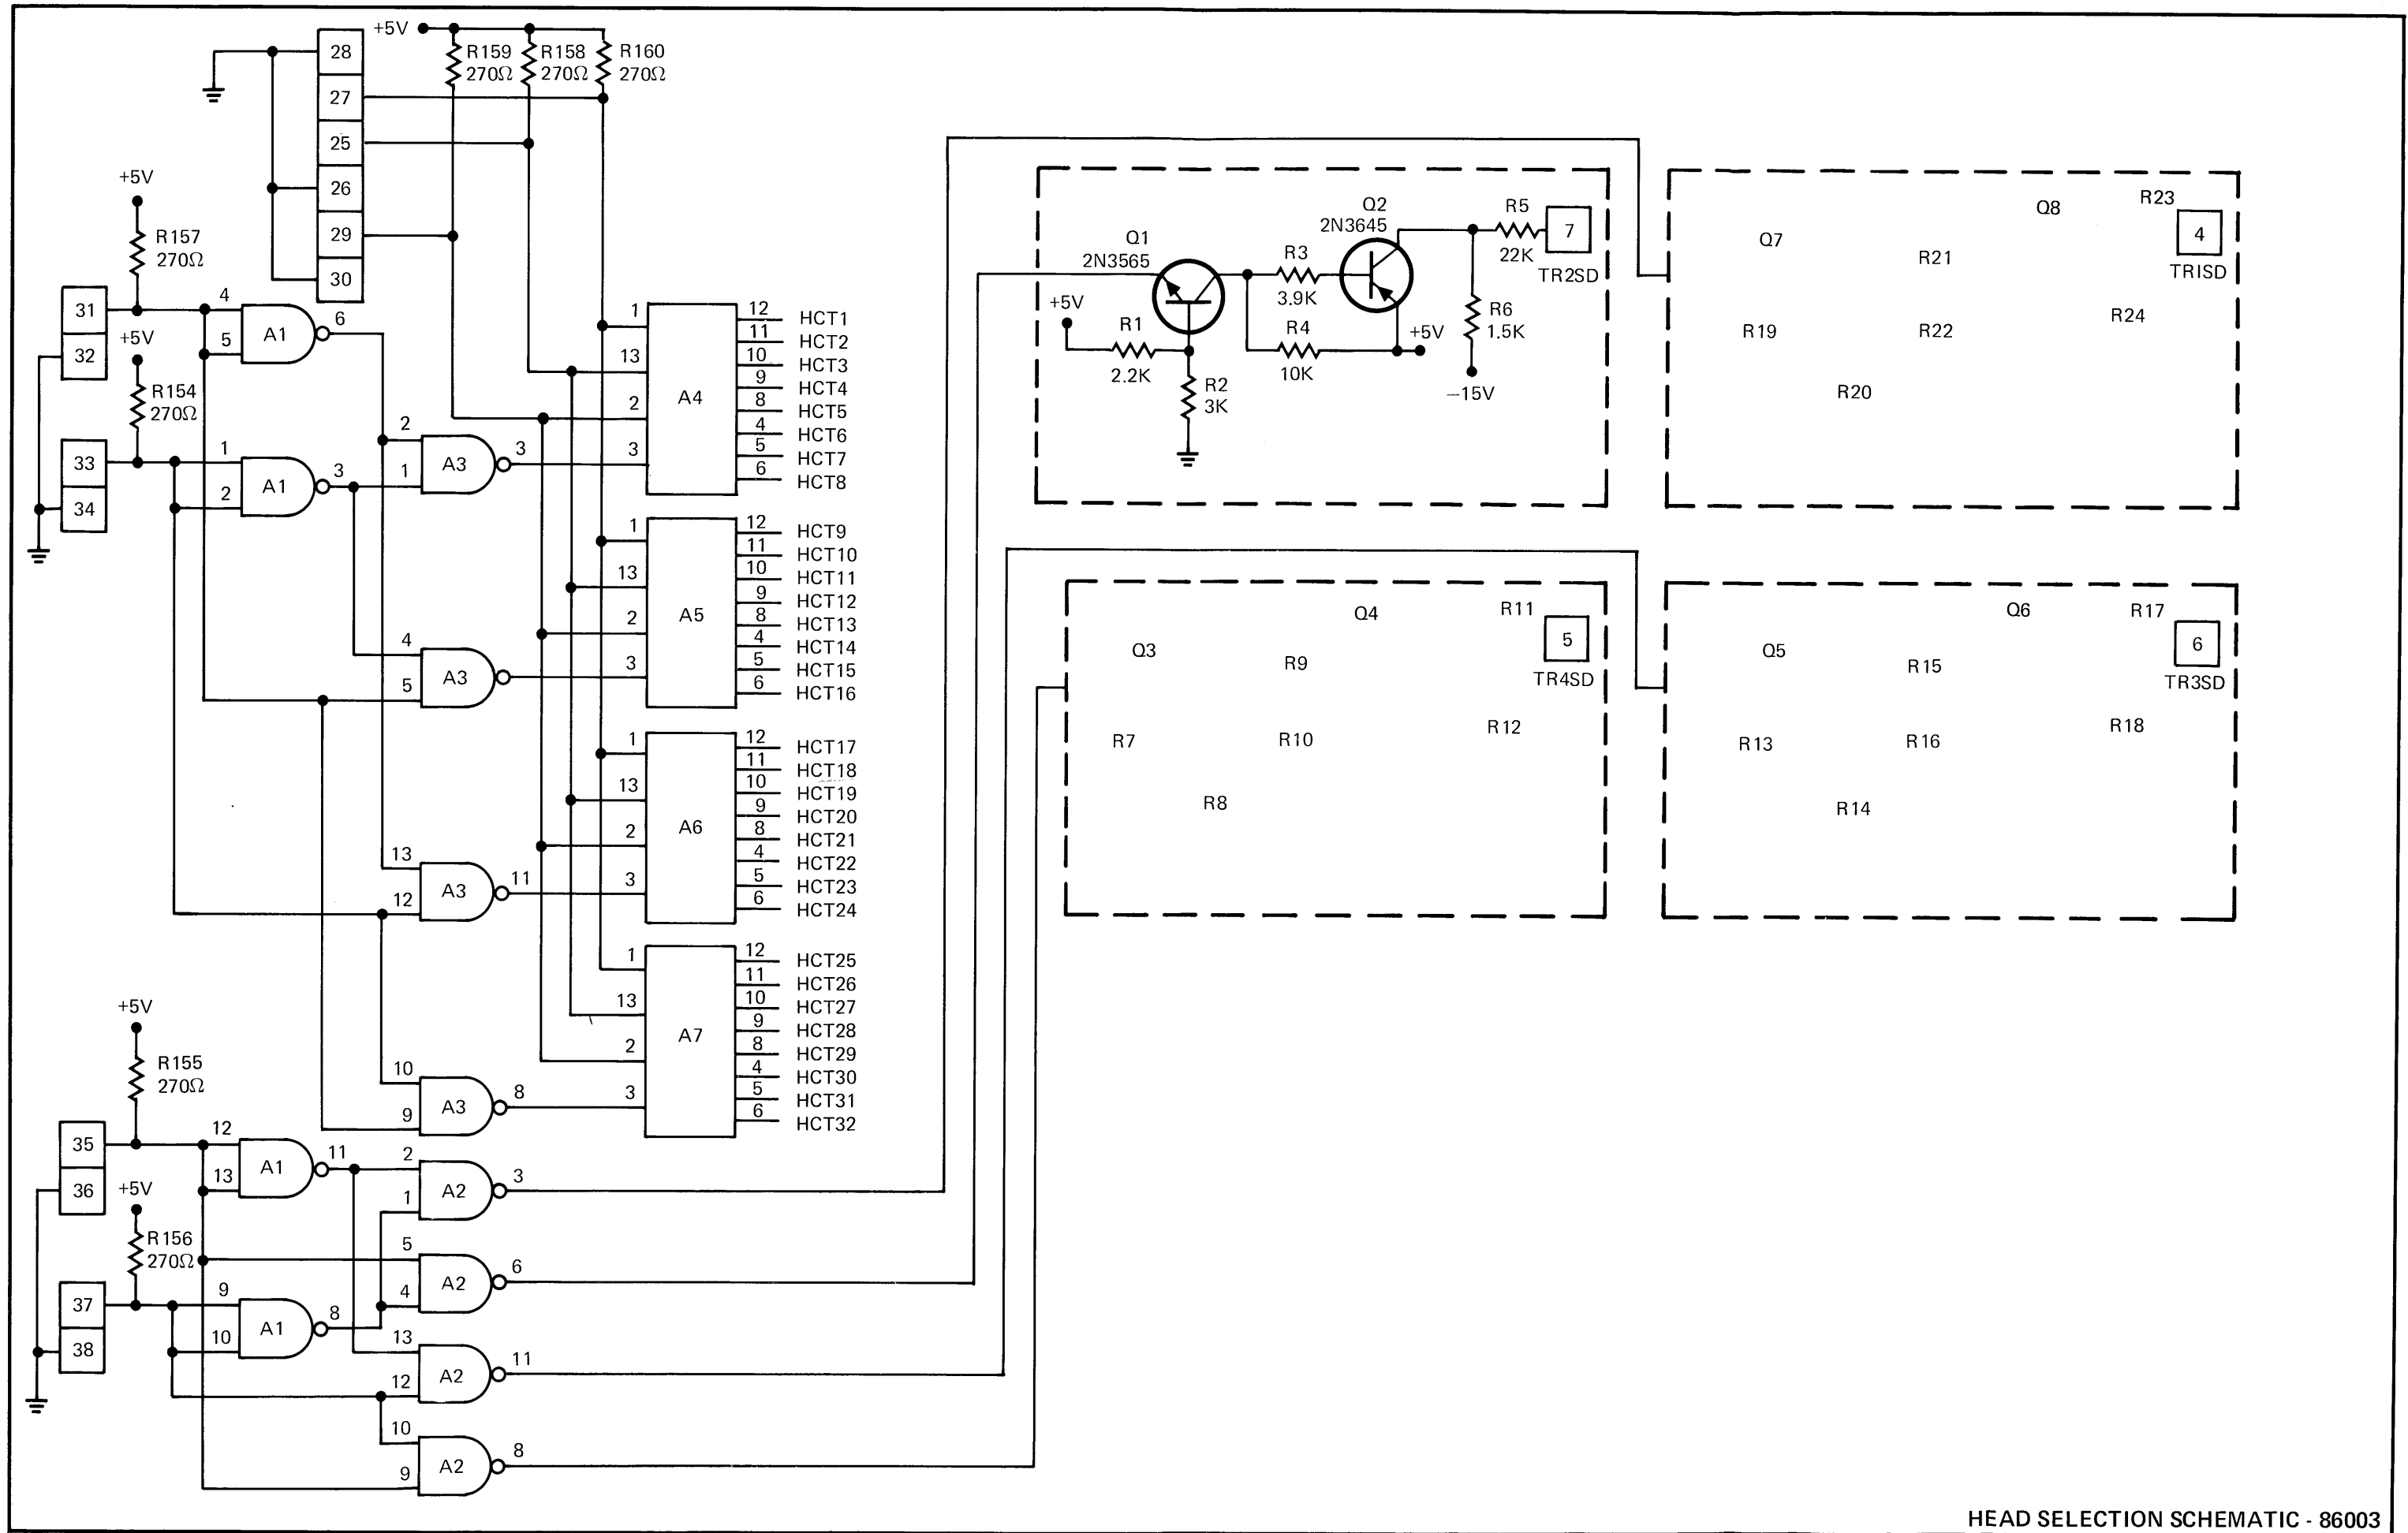 +5V
R159
270Ω
R158
270Ω
R160
270Ω
28
27
25
26
29
30
+5V
R157
270Ω
31
32
+5V
R154
270Ω
33
34
4
5
A1
6
1
2
A1
3
2
1
A3
3
4
5
A3
13
12
A3
11
10
9
A3
8
1
13
2
3
A4
12 HCT1
11 HCT2
10 HCT3
9 HCT4
8 HCT5
4 HCT6
5 HCT7
6 HCT8
1
13
2
3
A5
12 HCT9
11 HCT10
10 HCT11
9 HCT12
8 HCT13
4 HCT14
5 HCT15
6 HCT16
1
13
2
3
A6
12 HCT17
11 HCT18
10 HCT19
9 HCT20
8 HCT21
4 HCT22
5 HCT23
6 HCT24
1
13
2
3
A7
12 HCT25
11 HCT26
10 HCT27
9 HCT28
8 HCT29
4 HCT30
5 HCT31
6 HCT32
+5V
R155
270Ω
35
36
+5V
R156
270Ω
37
38
12
13
A1
11
9
10
A1
8
2
1
A2
3
5
4
A2
6
13
12
A2
11
10
9
A2
8
Q1
2N3565
+5V
R1
2.2K
R2
3K
R3
3.9K
R4
10K
Q2
2N3645
+5V
R5
22K
7
TR2SD
R6
1.5K
−15V
Q7
R21
Q8
R23
4
TRISD
R19
R22
R24
R20
Q3
R9
Q4
R11
5
TR4SD
R7
R10
R12
R8
Q5
R15
Q6
R17
6
TR3SD
R13
R16
R18
R14
HEAD SELECTION SCHEMATIC - 86003